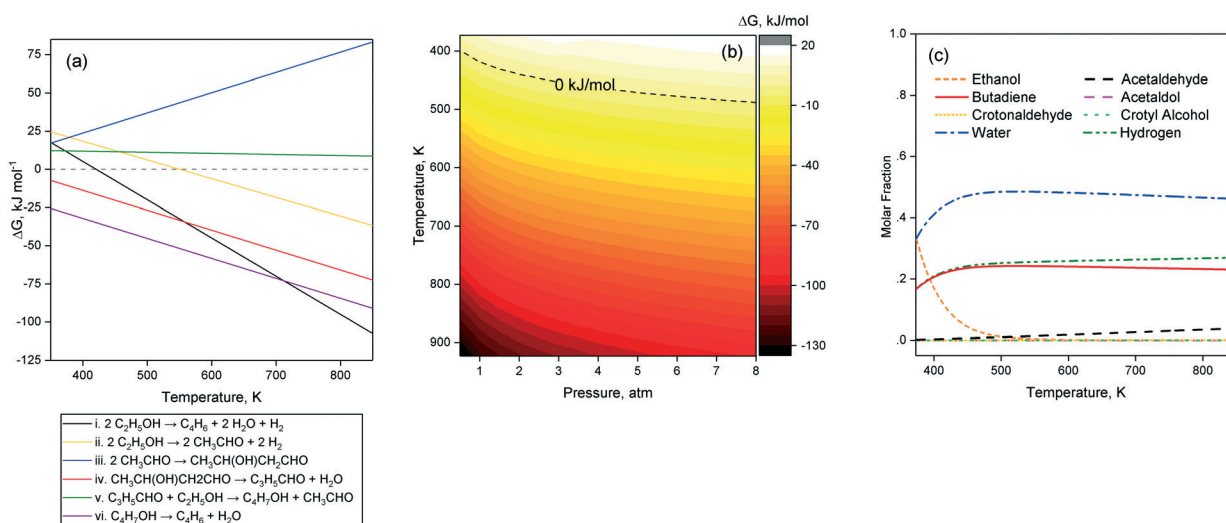 (a)
75
50
25
0
-25
-50
-75
-100
-125
ΔG, kJ mol-1
400 500 600 700 800
Temperature, K
i. 2 C2H5OH → C4H6 + 2 H2O + H2
ii. 2 C2H5OH → 2 CH3CHO + 2 H2
iii. 2 CH3CHO → CH3CH(OH)CH2CHO
iv. CH3CH(OH)CH2CHO → C3H5CHO + H2O
v. C3H5CHO + C2H5OH → C4H7OH + CH3CHO
vi. C4H7OH → C4H6 + H2O
(b)
0 kJ/mol
400
500
600
700
800
900
Temperature, K
1 2 3 4 5 6 7 8
Pressure, atm
ΔG, kJ/mol
20
0
-40
-70
-100
-130
(c)
Ethanol
Butadiene
Crotonaldehyde
Water
Acetaldehyde
Acetaldol
Crotyl Alcohol
Hydrogen
1.0
.8
.6
.4
.2
.0
Molar Fraction
400 500 600 700 800
Temperature, K